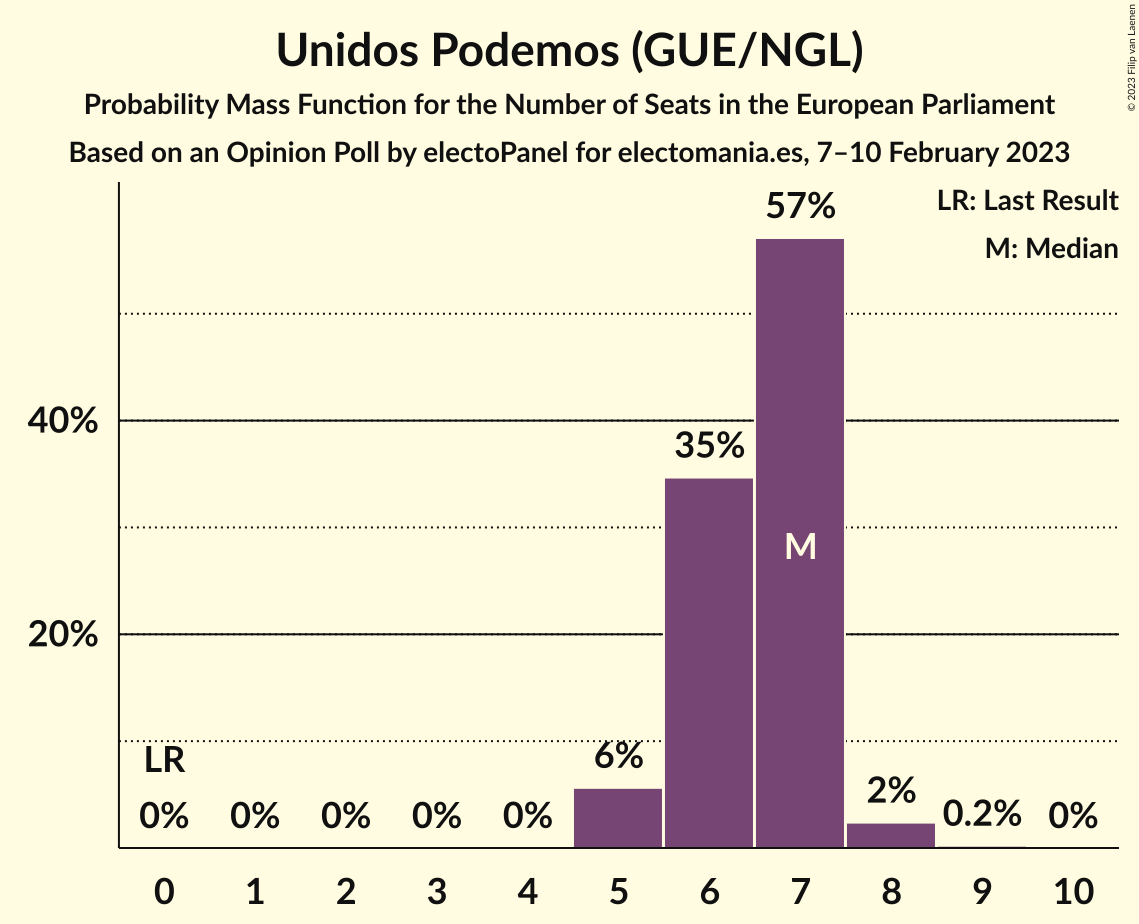 Unidos Podemos (GUE/NGL)
Probability Mass Function for the Number of Seats in the European Parliament
Based on an Opinion Poll by electoPanel for electomania.es, 7–10 February 2023
© 2023 Filip van Laenen
LR: Last Result
M: Median
57%
40%
35%
M
20%
LR
6%
0% 0% 0% 0% 0% 2% 0.2% 0%
0 1 2 3 4 5 6 7 8 9 10